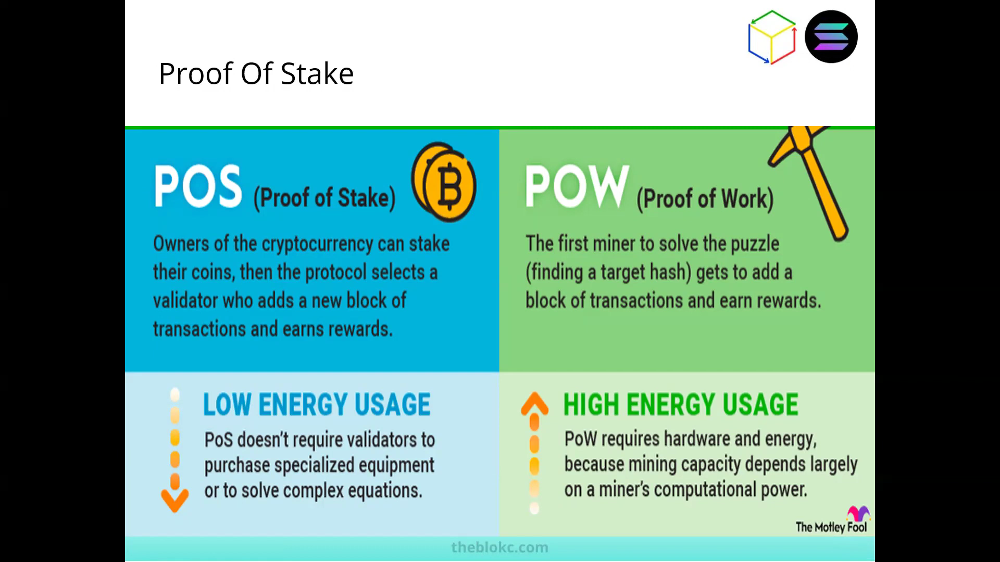 Proof Of Stake
POS (Proof of Stake)
Owners of the cryptocurrency can stake
their coins, then the protocol selects a
validator who adds a new block of
transactions and earns rewards.
LOW ENERGY USAGE
PoS doesn't require validators to
purchase specialized equipment
or to solve complex equations.
POW (Proof of Work)
The first miner to solve the puzzle
(finding a target hash) gets to add a
block of transactions and earn rewards.
HIGH ENERGY USAGE
PoW requires hardware and energy,
because mining capacity depends largely
on a miner's computational power.
The Motley Fool
theblokc.com